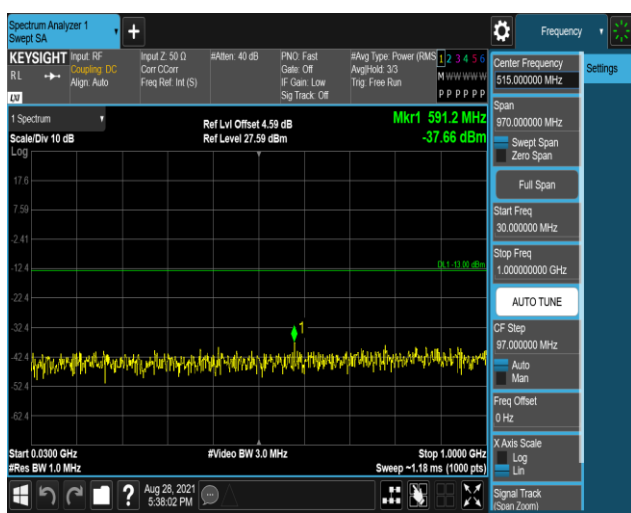 Spectrum Analyzer 1
Swept SA
+
Frequency
KEYSIGHT
RL
LXI
Input: RF
Coupling: DC
Align: Auto
Input Z: 50 Ω
Corr CCorr
Freq Ref: Int (S)
#Atten: 40 dB
PNO: Fast
Gate: Off
IF Gain: Low
Sig Track: Off
#Avg Type: Power (RMS
Avg|Hold: 3/3
Trig: Free Run
1 2 3 4 5 6
M W W W W W
P P P P P P
1 Spectrum
Scale/Div 10 dB
Log
Ref Lvl Offset 4.59 dB
Ref Level 27.59 dBm
Mkr1 591.2 MHz
-37.66 dBm
17.6
7.59
-2.41
-12.4
DL1 -13.00 dBm
-22.4
-32.4
1
-42.4
-52.4
-62.4
Start 0.0300 GHz
#Res BW 1.0 MHz
#Video BW 3.0 MHz
Stop 1.0000 GHz
Sweep ~1.18 ms (1000 pts)
?
Aug 28, 2021
5:38:02 PM
Center Frequency
515.000000 MHz
Span
970.000000 MHz
Swept Span
Zero Span
Full Span
Start Freq
30.000000 MHz
Stop Freq
1.000000000 GHz
AUTO TUNE
CF Step
97.000000 MHz
Auto
Man
Freq Offset
0 Hz
X Axis Scale
Log
Lin
Signal Track
(Span Zoom)
Settings